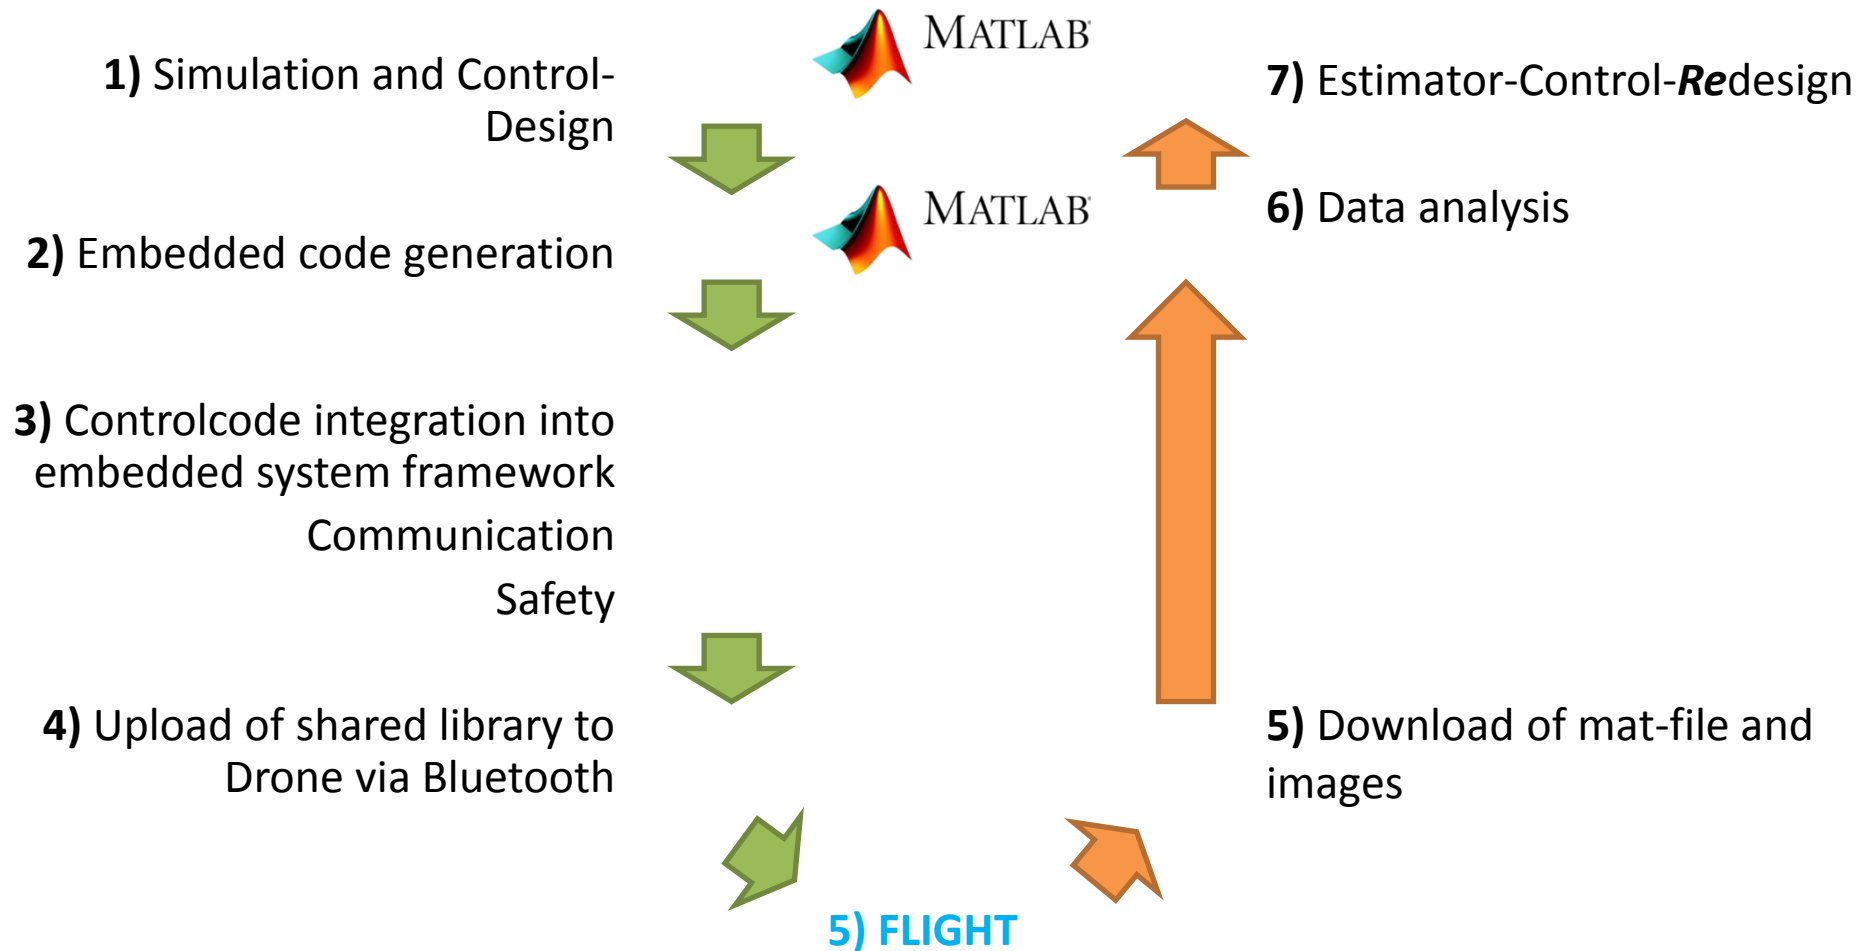 1) Simulation and Control-
Design
2) Embedded code generation
3) Controlcode integration into
embedded system framework
Communication
Safety
4) Upload of shared library to
Drone via Bluetooth
5) FLIGHT
MATLAB®
MATLAB®
7) Estimator-Control-Redesign
6) Data analysis
5) Download of mat-file and
images